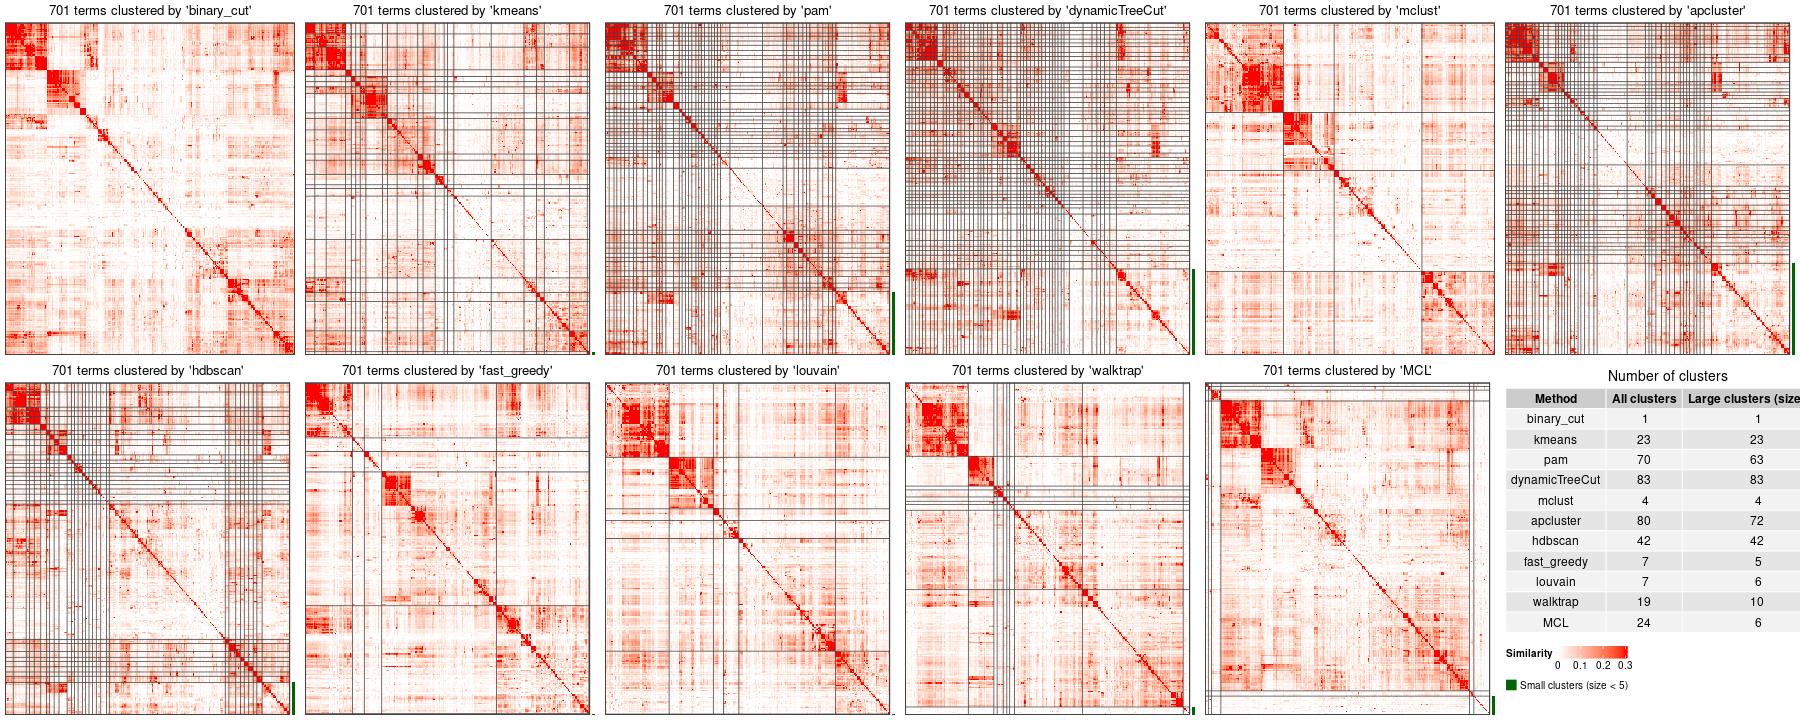 701 terms clustered by 'binary_cut'
701 terms clustered by 'kmeans'
701 terms clustered by 'pam'
701 terms clustered by 'dynamicTreeCut'
701 terms clustered by 'mclust'
701 terms clustered by 'apcluster'
701 terms clustered by 'hdbscan'
701 terms clustered by 'fast_greedy'
701 terms clustered by 'louvain'
701 terms clustered by 'walktrap'
701 terms clustered by 'MCL'
Number of clusters
Method All clusters Large clusters (size
binary_cut 1 1
kmeans 23 23
pam 70 63
dynamicTreeCut 83 83
mclust 4 4
apcluster 80 72
hdbscan 42 42
fast_greedy 7 5
louvain 7 6
walktrap 19 10
MCL 24 6
Similarity
0 0.1 0.2 0.3
Small clusters (size < 5)